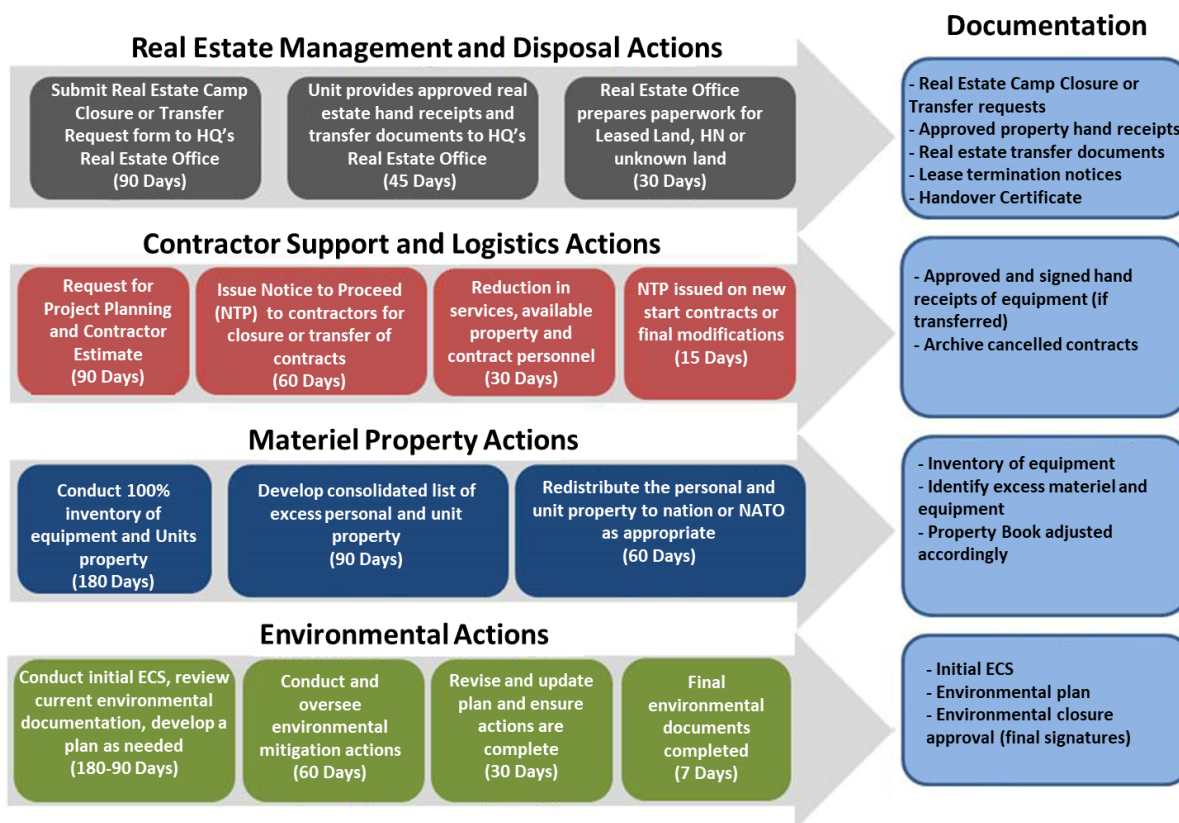 Real Estate Management and Disposal Actions
Submit Real Estate Camp
Closure or Transfer
Request form to HQ's
Real Estate Office
(90 Days)
Unit provides approved real
estate hand receipts and
transfer documents to HQ's
Real Estate Office
(45 Days)
Real Estate Office
prepares paperwork for
Leased Land, HN or
unknown land
(30 Days)
Documentation
- Real Estate Camp Closure or
Transfer requests
- Approved property hand receipts
- Real estate transfer documents
- Lease termination notices
- Handover Certificate
Contractor Support and Logistics Actions
Request for
Project Planning
and Contractor
Estimate
(90 Days)
Issue Notice to Proceed
(NTP) to contractors for
closure or transfer of
contracts
(60 Days)
Reduction in
services, available
property and
contract personnel
(30 Days)
NTP issued on new
start contracts or
final modifications
(15 Days)
- Approved and signed hand
receipts of equipment (if
transferred)
- Archive cancelled contracts
Materiel Property Actions
Conduct 100%
inventory of
equipment and Units
property
(180 Days)
Develop consolidated list of
excess personal and unit
property
(90 Days)
Redistribute the personal and
unit property to nation or NATO
as appropriate
(60 Days)
- Inventory of equipment
- Identify excess materiel and
equipment
- Property Book adjusted
accordingly
Environmental Actions
Conduct initial ECS, review
current environmental
documentation, develop a
plan as needed
(180-90 Days)
Conduct and
oversee
environmental
mitigation actions
(60 Days)
Revise and update
plan and ensure
actions are
complete
(30 Days)
Final
environmental
documents
completed
(7 Days)
- Initial ECS
- Environmental plan
- Environmental closure
approval (final signatures)